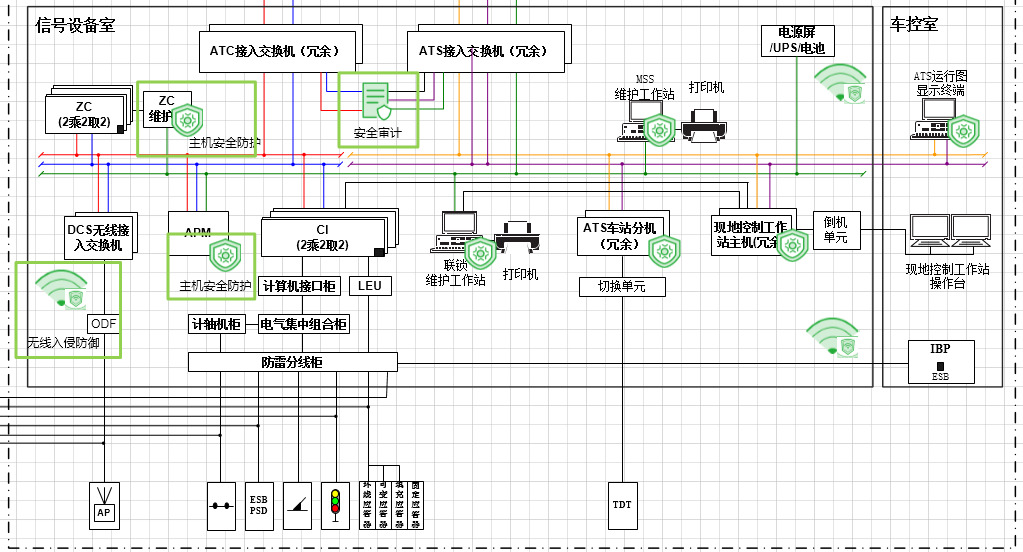 信号设备室
车控室
ATC接入交换机（冗余）
ATS接入交换机（冗余）
电源屏
/UPS/电池
ZC
(2乘2取2)
ZC
维护
主机安全防护
安全审计
MSS
维护工作站
打印机
ATS运行图
显示终端
DCS无线接
入交换机
APM
主机安全防护
CI
(2乘2取2)
联锁
维护工作站
打印机
ATS车站分机
（冗余）
现地控制工作
站主机(冗余
倒机
单元
现地控制工作站
操作台
计算机接口柜
LEU
切换单元
ODF
无线入侵防御
计轴机柜
电气集中组合柜
防雷分线柜
IBP
ESB
AP
ESB
PSD
环线应答器
可变应答器
填充应答器
固定应答器
TDT